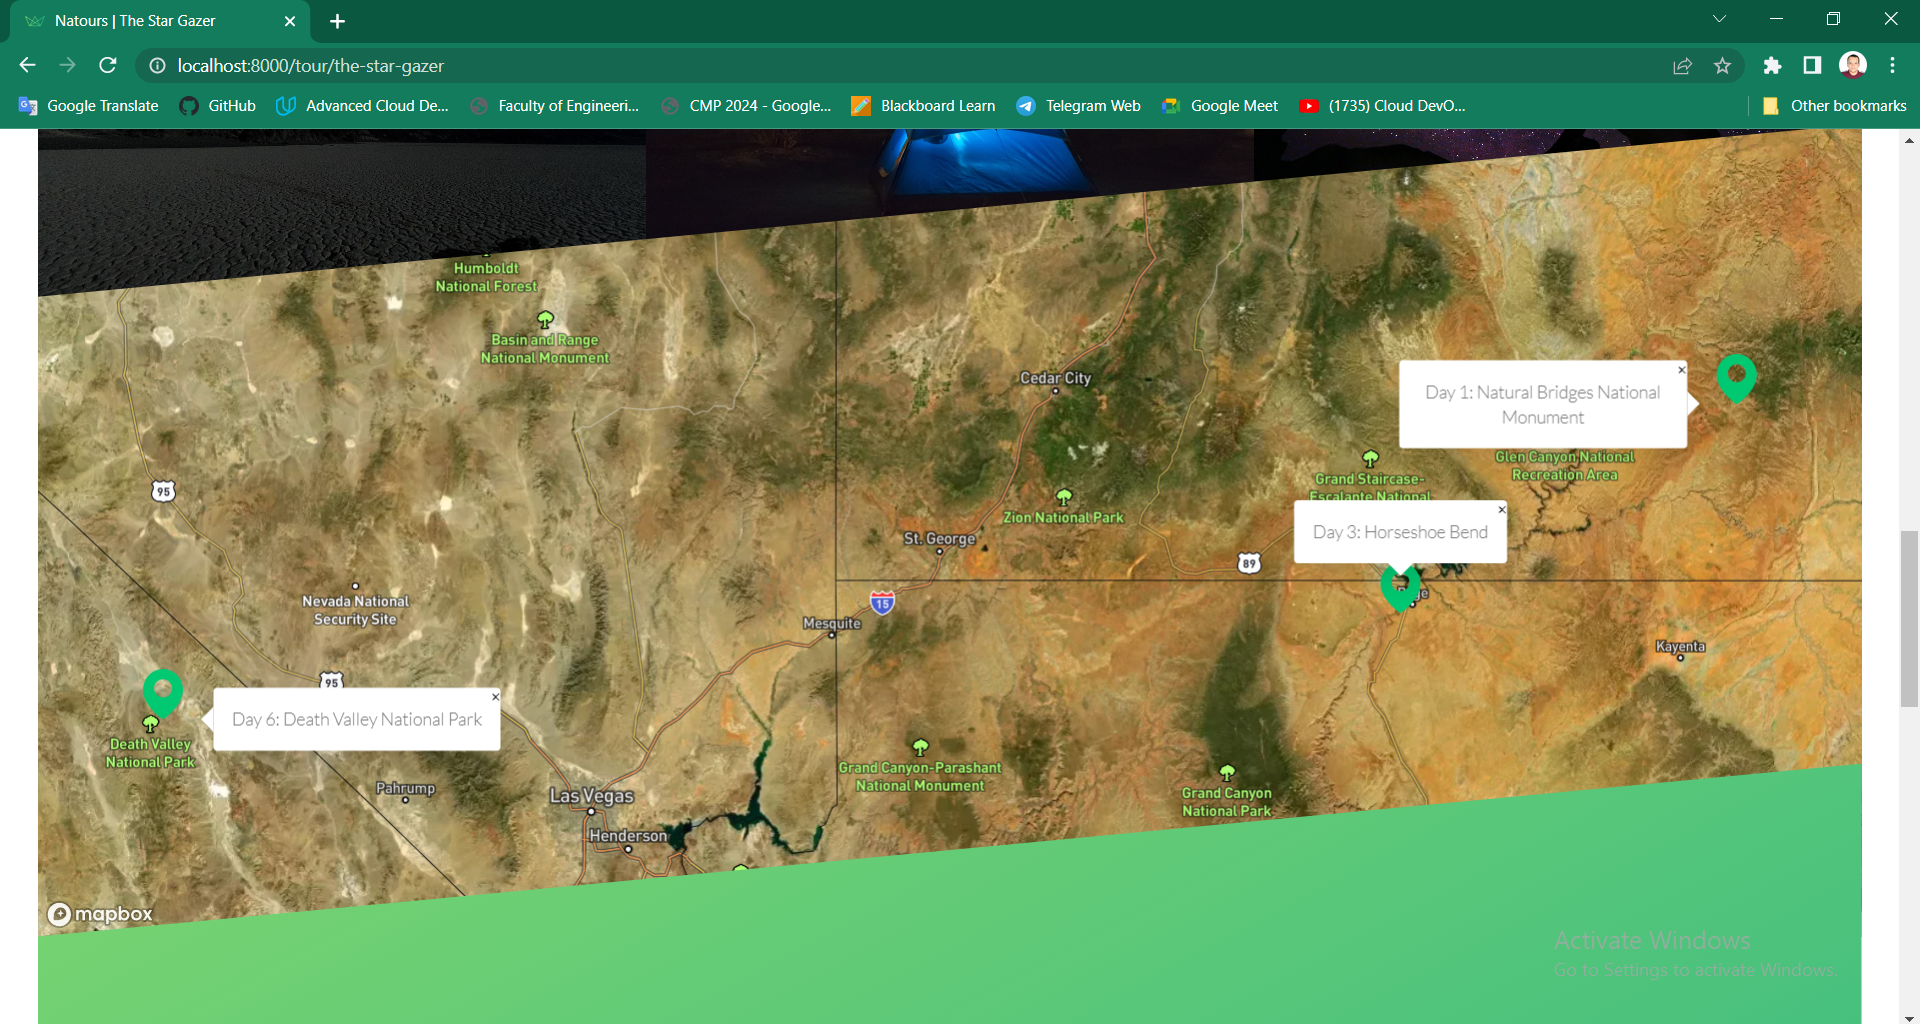 Natours | The Star Gazer
localhost:8000/tour/the-star-gazer
Google Translate
GitHub
Advanced Cloud De...
Faculty of Engineeri...
CMP 2024 - Google...
Blackboard Learn
Telegram Web
Google Meet
(1735) Cloud DevO...
Other bookmarks
Humboldt
National Forest
Basin and Range
National Monument
Cedar City
Day 1: Natural Bridges National
Monument
Glen Canyon National
Recreation Area
Grand Staircase-
Escalante National
95
Zion National Park
Day 3: Horseshoe Bend
St. George
89
Nevada National
Security Site
15
Mesquite
Kayenta
95
Day 6: Death Valley National Park
Death Valley
National Park
Grand Canyon-Parashant
National Monument
Pahrump
Las Vegas
Grand Canyon
National Park
Henderson
mapbox
Activate Windows
Go to Settings to activate Windows.